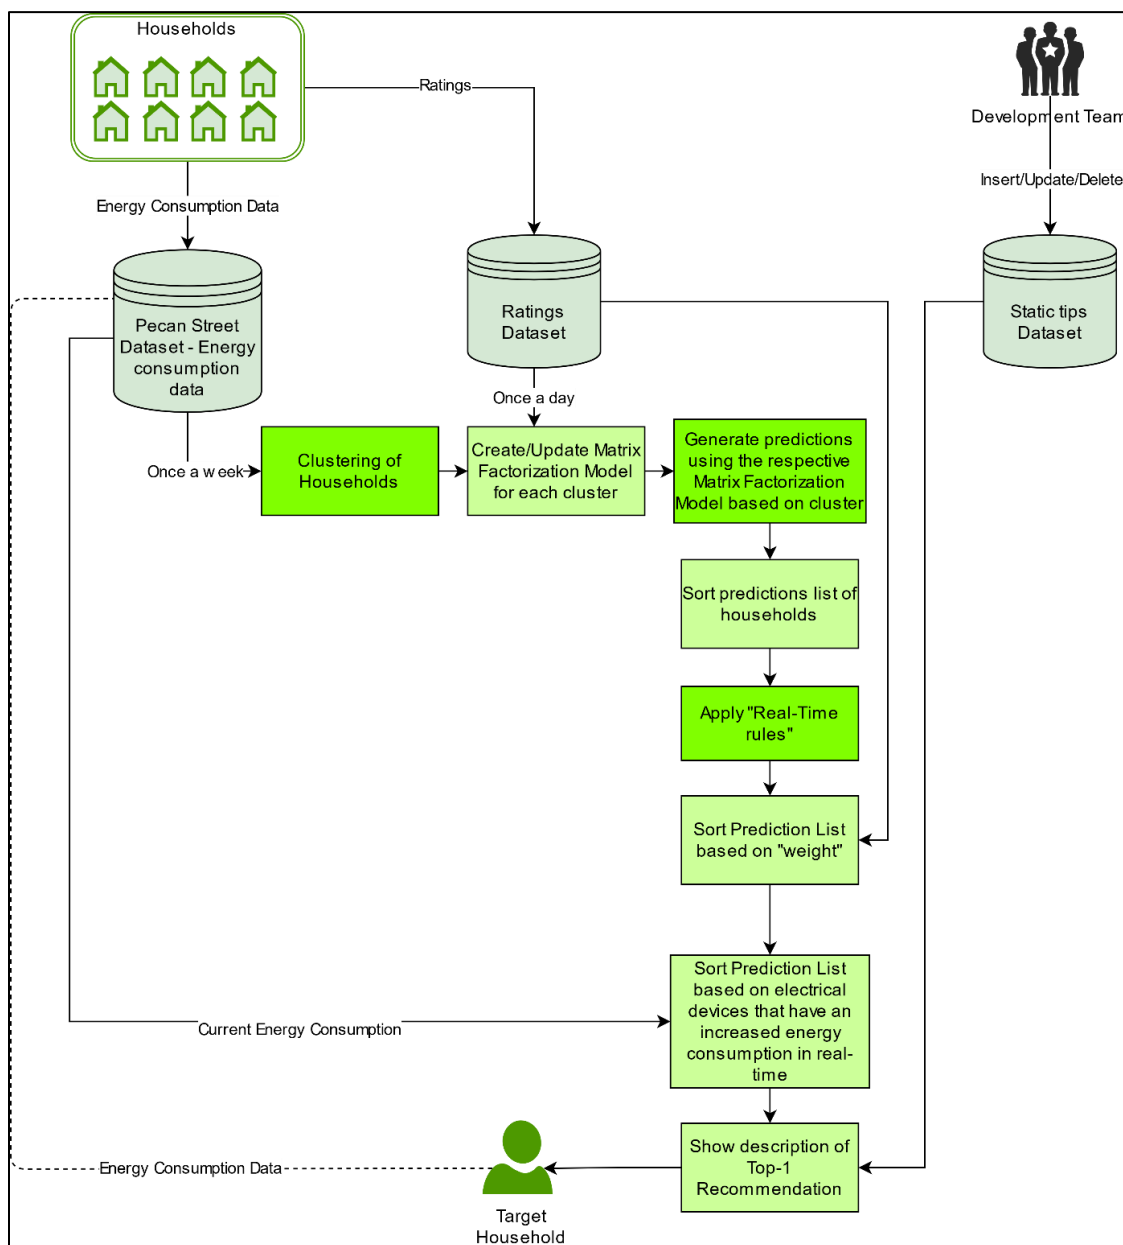 Households
Ratings
Development Team
Insert/Update/Delete
Energy Consumption Data
Pecan Street
Dataset - Energy
consumption
data
Ratings
Dataset
Static tips
Dataset
Once a day
Once a week
Clustering of
Households
Create/Update Matrix
Factorization Model
for each cluster
Generate predictions
using the respective
Matrix Factorization
Model based on cluster
Sort predictions list of
households
Apply "Real-Time
rules"
Sort Prediction List
based on "weight"
Sort Prediction List
based on electrical
devices that have an
increased energy
consumption in real-
time
Current Energy Consumption
Show description of
Top-1
Recommendation
Energy Consumption Data
Target
Household